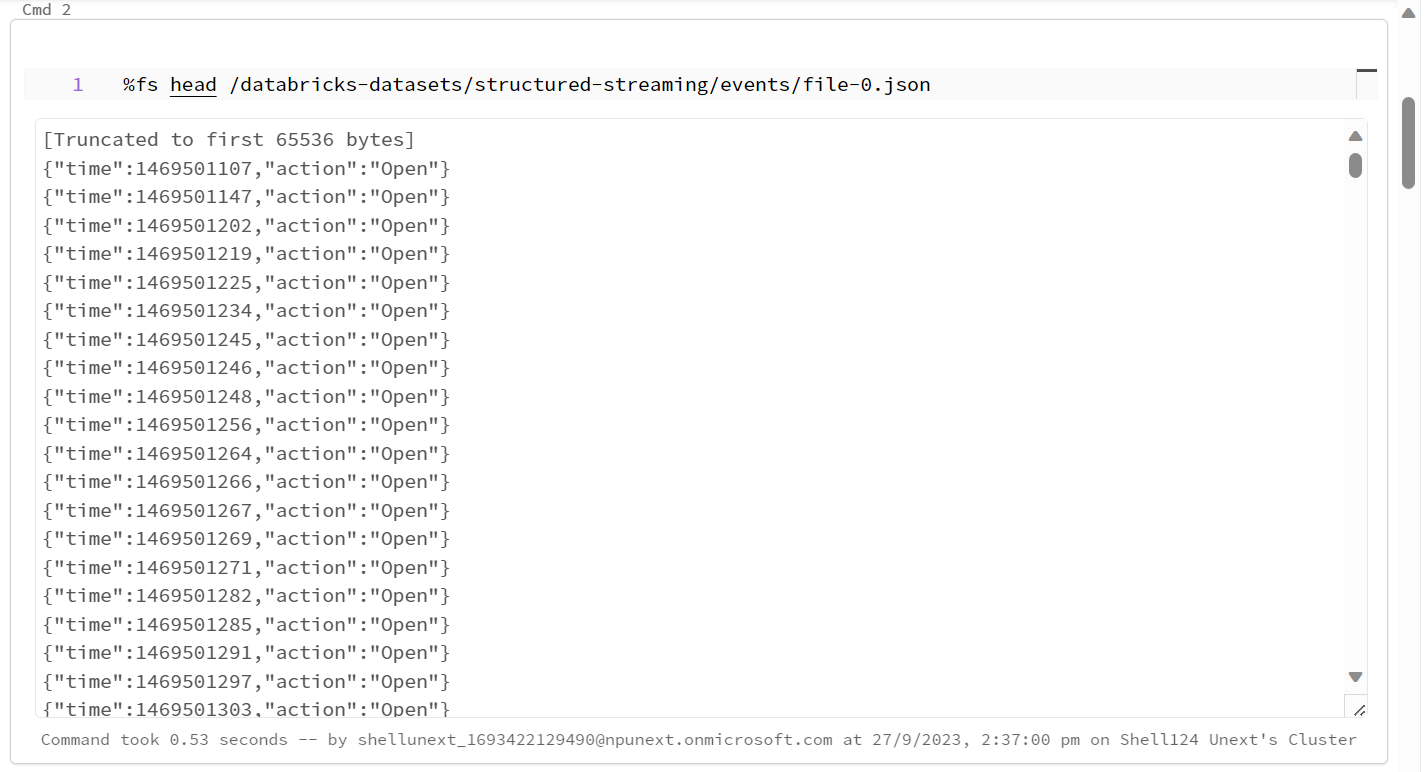 Cmd 2
1 %fs head /databricks-datasets/structured-streaming/events/file-0.json
[Truncated to first 65536 bytes]
{"time":1469501107,"action":"Open"}
{"time":1469501147,"action":"Open"}
{"time":1469501202,"action":"Open"}
{"time":1469501219,"action":"Open"}
{"time":1469501225,"action":"Open"}
{"time":1469501234,"action":"Open"}
{"time":1469501245,"action":"Open"}
{"time":1469501246,"action":"Open"}
{"time":1469501248,"action":"Open"}
{"time":1469501256,"action":"Open"}
{"time":1469501264,"action":"Open"}
{"time":1469501266,"action":"Open"}
{"time":1469501267,"action":"Open"}
{"time":1469501269,"action":"Open"}
{"time":1469501271,"action":"Open"}
{"time":1469501282,"action":"Open"}
{"time":1469501285,"action":"Open"}
{"time":1469501291,"action":"Open"}
{"time":1469501297,"action":"Open"}
{"time":1469501303,"action":"Open"}
Command took 0.53 seconds -- by shellunext_1693422129490@npunext.onmicrosoft.com at 27/9/2023, 2:37:00 pm on Shell124 Unext's Cluster